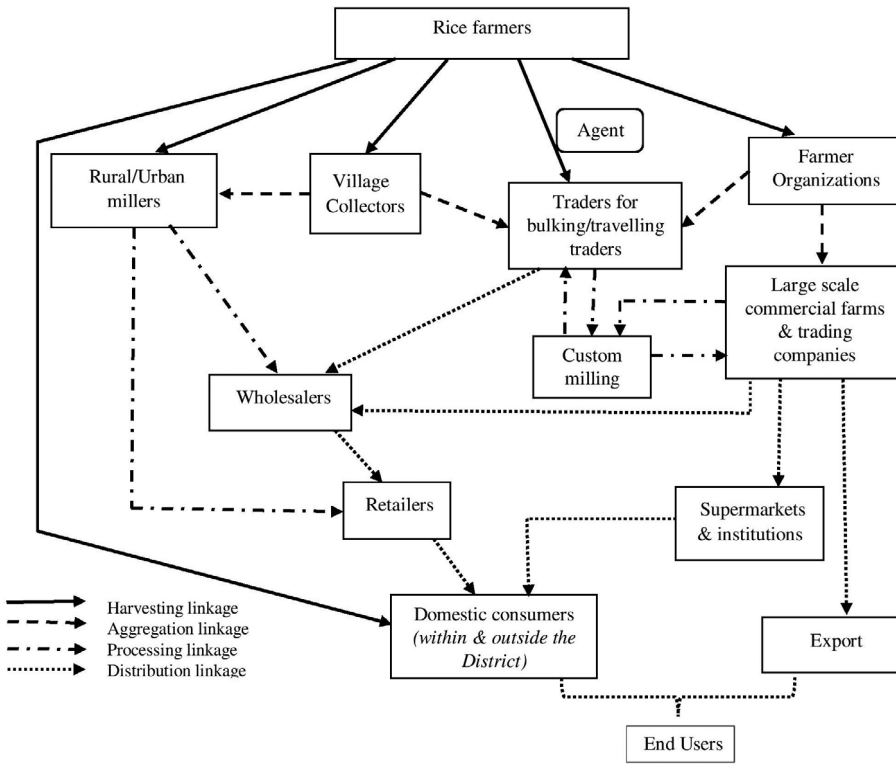 Rice farmers
Agent
Rural/Urban
millers
Village
Collectors
Traders for
bulking/travelling
traders
Farmer
Organizations
Large scale
commercial farms
& trading
companies
Custom
milling
Wholesalers
Retailers
Supermarkets
& institutions
Domestic consumers
(within & outside the
District)
Export
Harvesting linkage
Aggregation linkage
Processing linkage
Distribution linkage
End Users